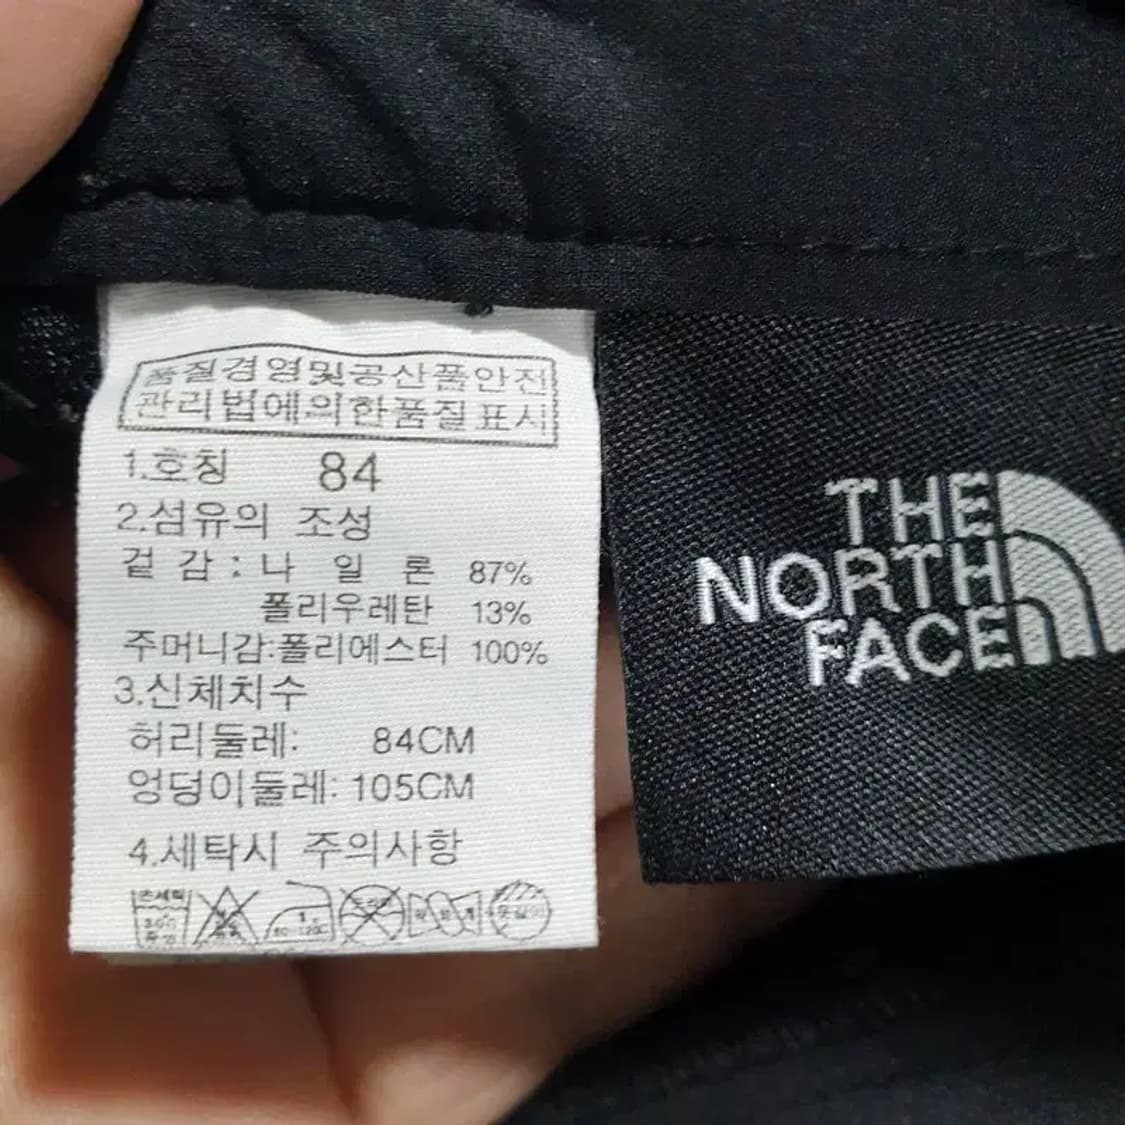 품질경영및공산품안전
관리법에의한품질표시
1.호칭 84
2.섬유의 조성
겉 감 : 나 일 론 87%
폴리우레탄 13%
주머니감:폴리에스터 100%
3.신체치수
허리둘레: 84CM
엉덩이둘레: 105CM
4.세탁시 주의사항
손세탁
THE
NORTH
FACE